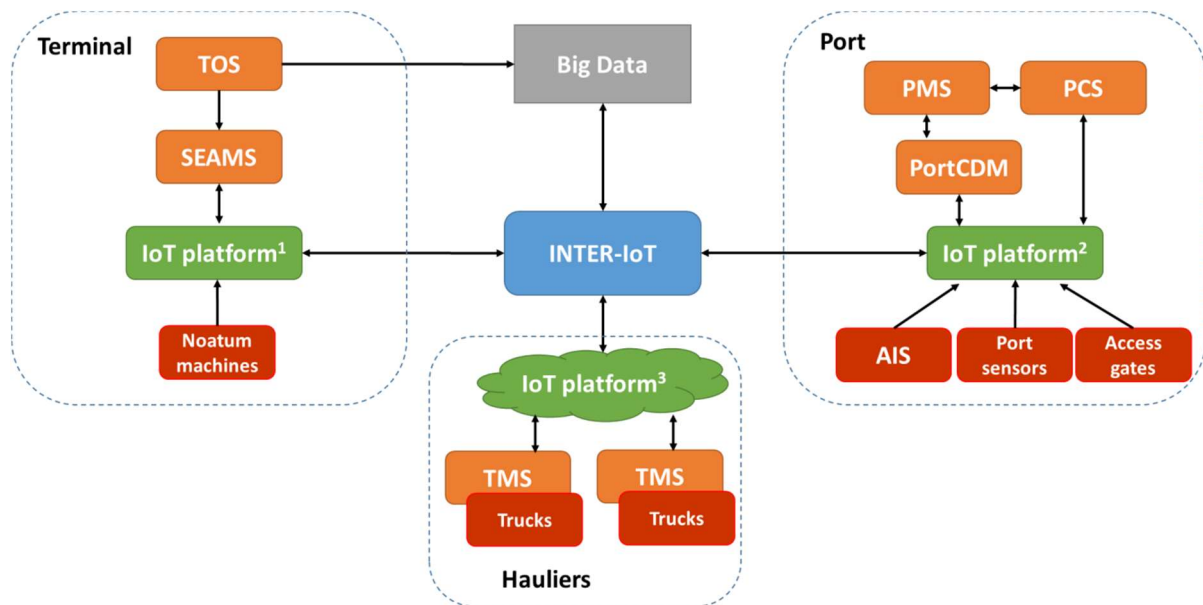 Terminal
TOS
SEAMS
IoT platform¹
Noatum
machines
Big Data
INTER-IoT
Port
PMS
PCS
PortCDM
IoT platform²
AIS
Port
sensors
Access
gates
IoT platform³
TMS
Trucks
TMS
Trucks
Hauliers